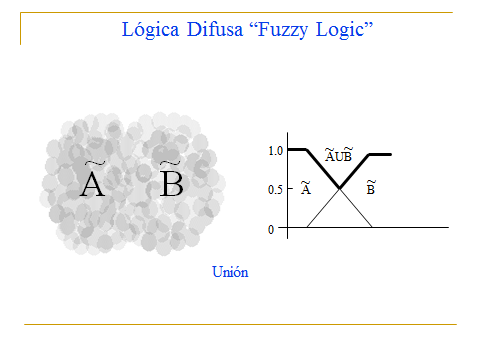 Lógica Difusa “Fuzzy Logic”
Ã B̃
1.0
ÃUB̃
0.5 Ã B̃
0
Unión